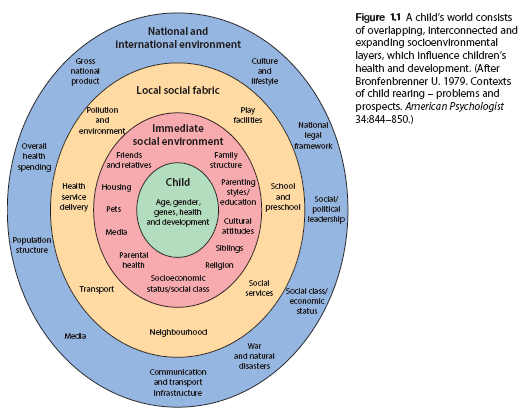 National and
international environment
Gross
national
product
Culture
and
lifestyle
National
legal
framework
Social/
political
leadership
Social class/
economic
status
War
and natural
disasters
Communication
and transport
infrastructure
Media
Population
structure
Overall
health
spending
Local social fabric
Pollution
and
environment
Play
facilities
School
and
preschool
Social
services
Neighbourhood
Transport
Health
service
delivery
Immediate
social environment
Friends
and relatives
Family
structure
Parenting
styles/
education
Cultural
attitudes
Siblings
Religion
Socioeconomic
status/social class
Parental
health
Media
Pets
Housing
Child
Age, gender,
genes, health
and development
Figure 1.1 A child's world consists
of overlapping, interconnected and
expanding socioenvironmental
layers, which influence children's
health and development. (After
Bronfenbrenner U. 1979. Contexts
of child rearing – problems and
prospects. American Psychologist
34:844–850.)